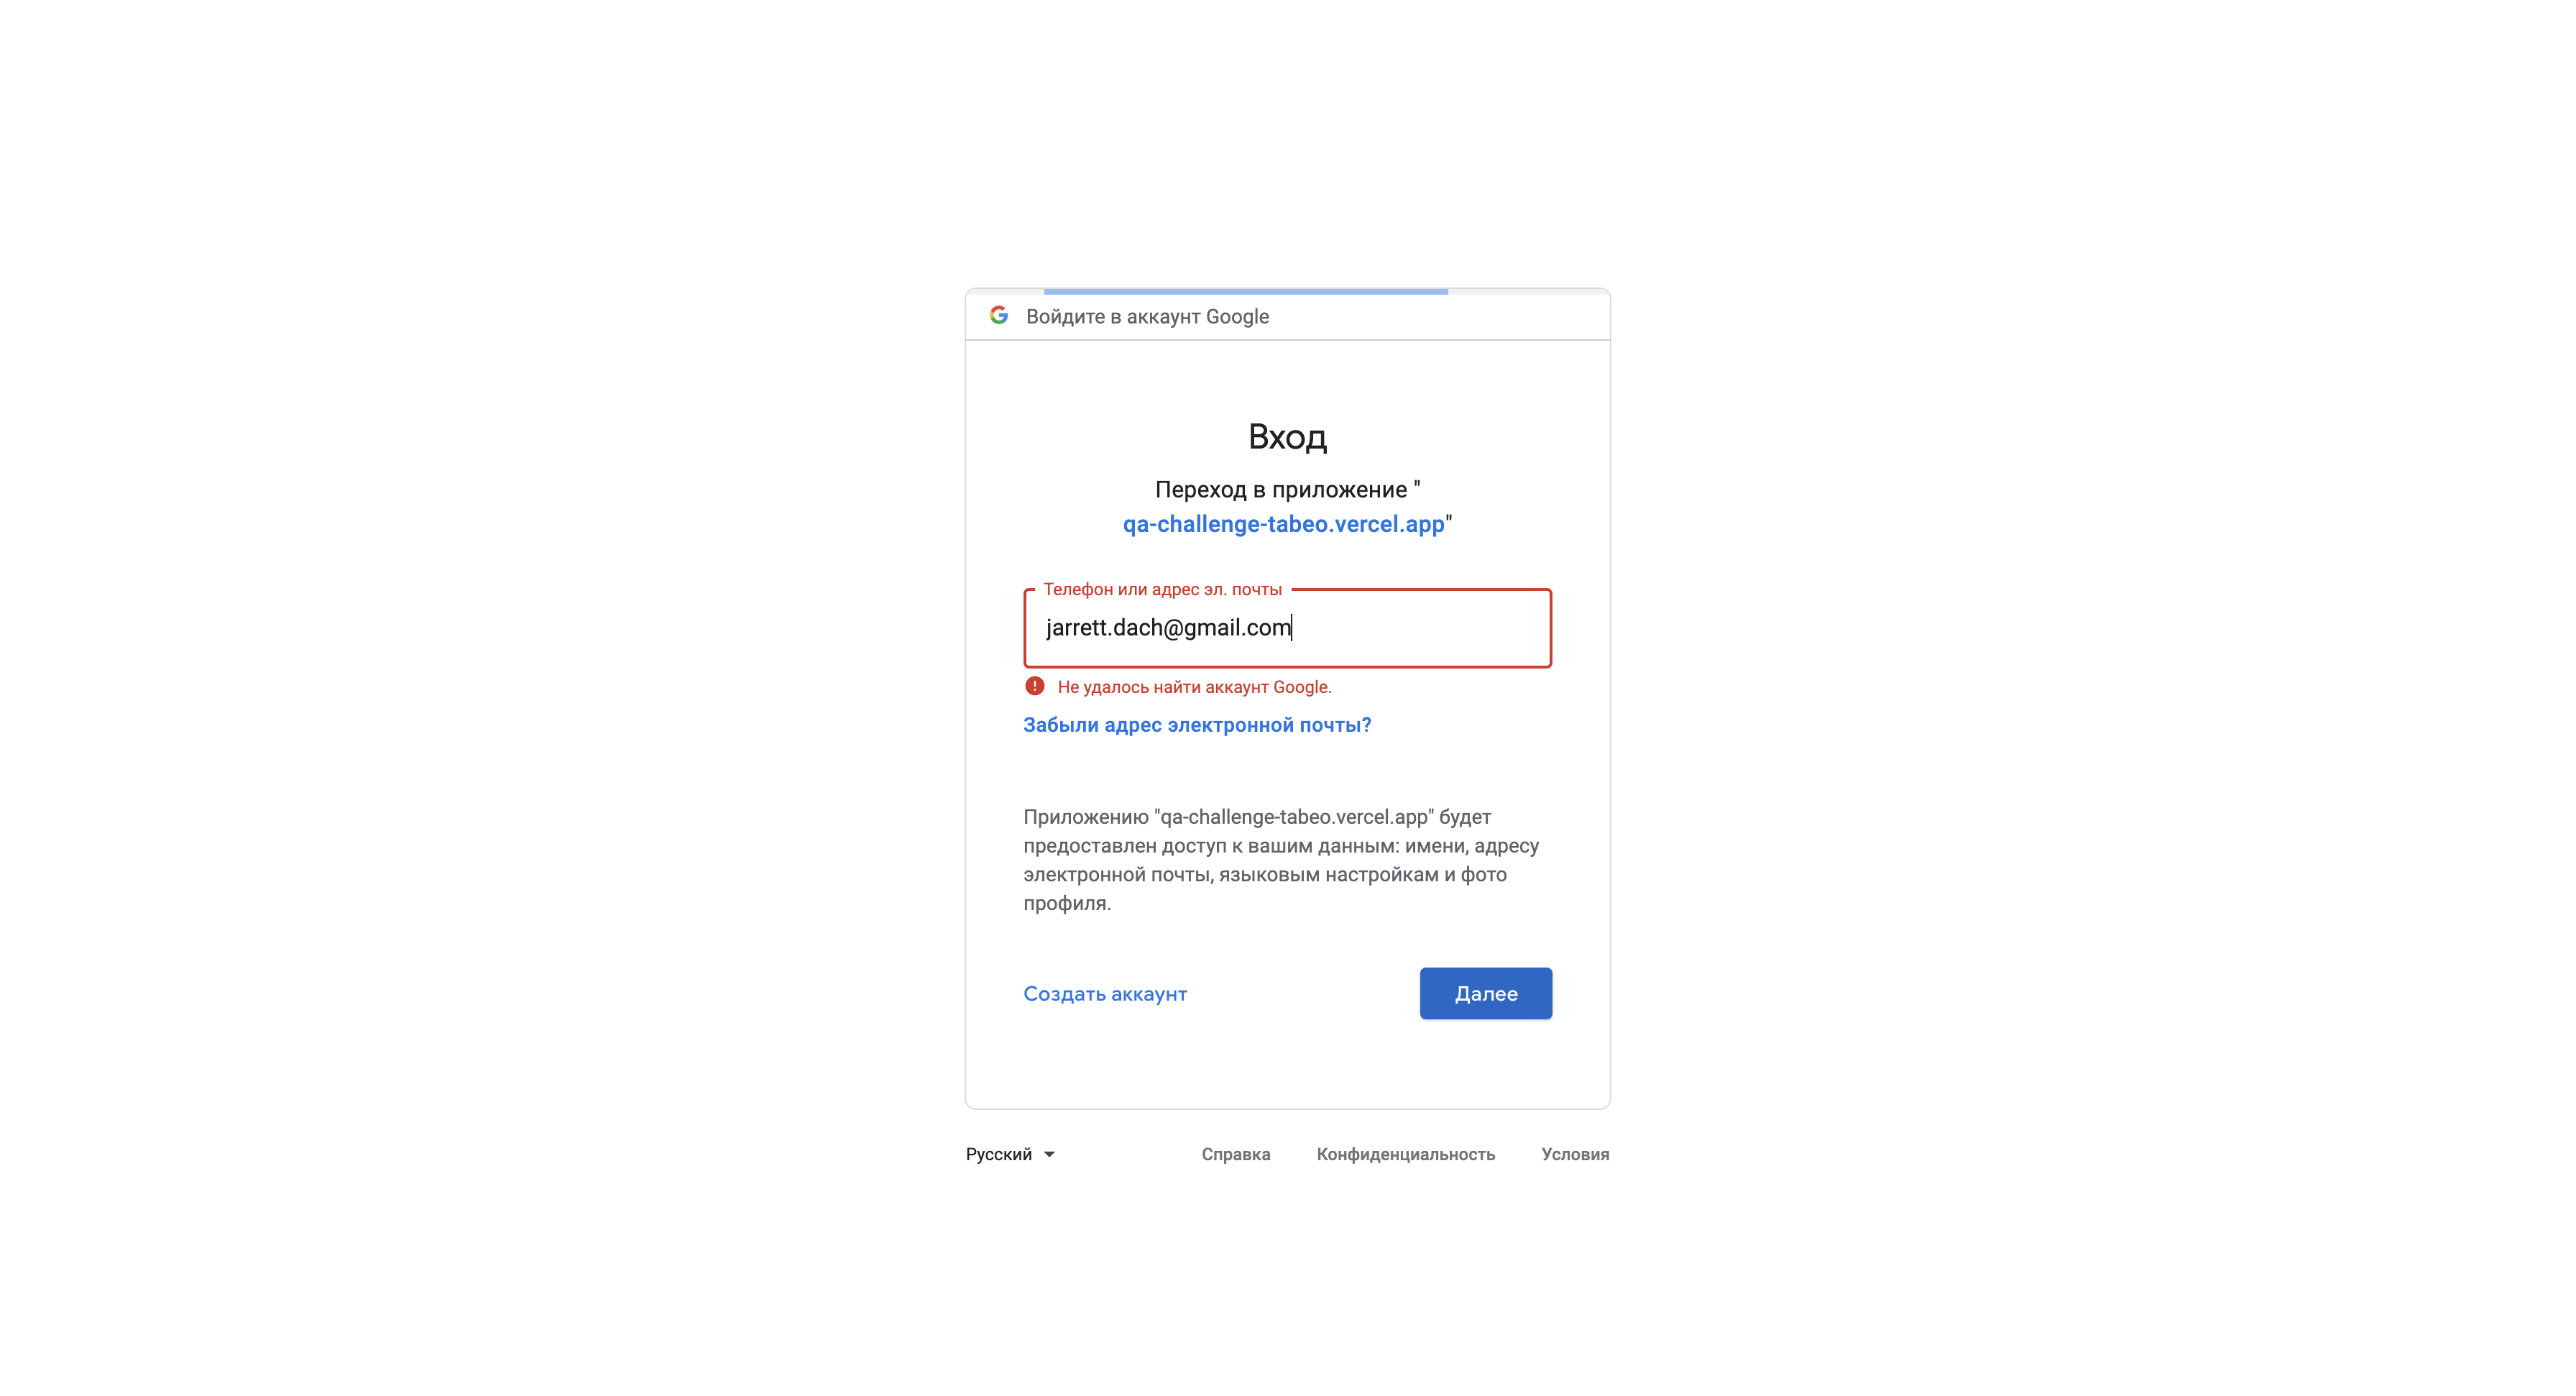 Войдите в аккаунт Google
Вход
Переход в приложение "
qa-challenge-tabeo.vercel.app"
Телефон или адрес эл. почты
jarrett.dach@gmail.com
Не удалось найти аккаунт Google.
Забыли адрес электронной почты?
Приложению "qa-challenge-tabeo.vercel.app" будет
предоставлен доступ к вашим данным: имени, адресу
электронной почты, языковым настройкам и фото
профиля.
Создать аккаунт
Далее
Русский
Справка
Конфиденциальность
Условия